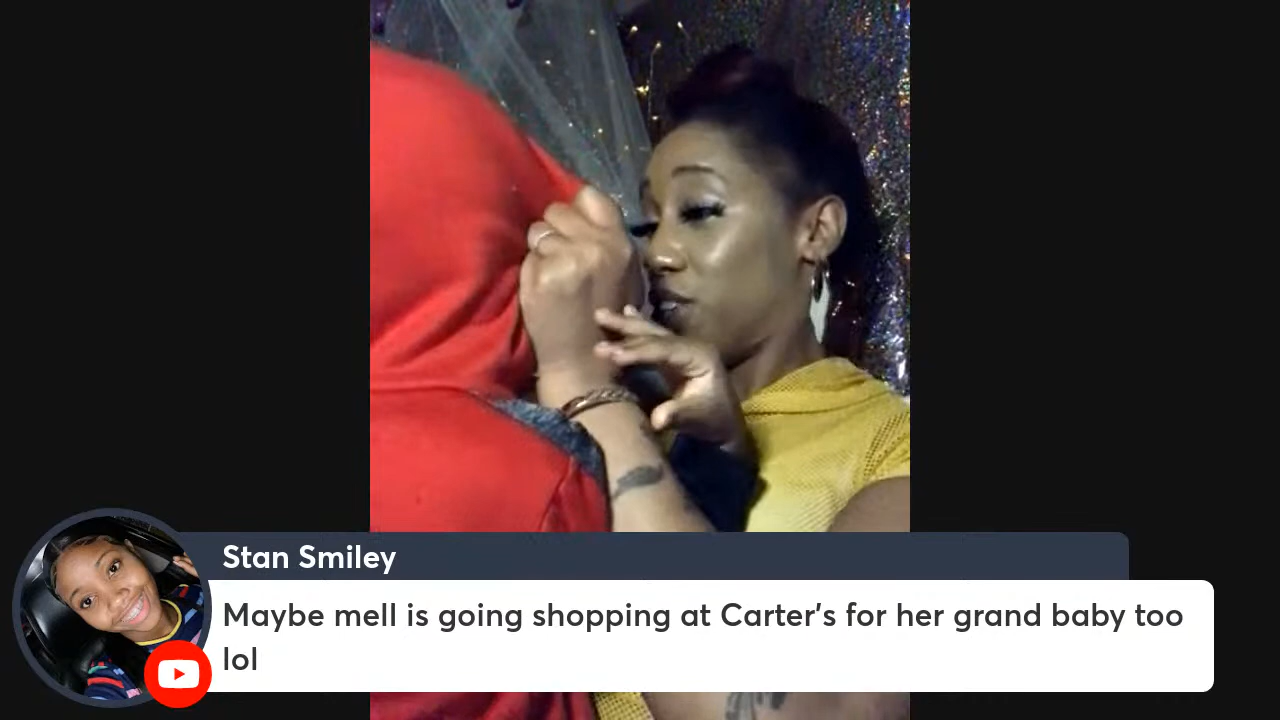 Stan Smiley
Maybe mell is going shopping at Carter's for her grand baby too
lol